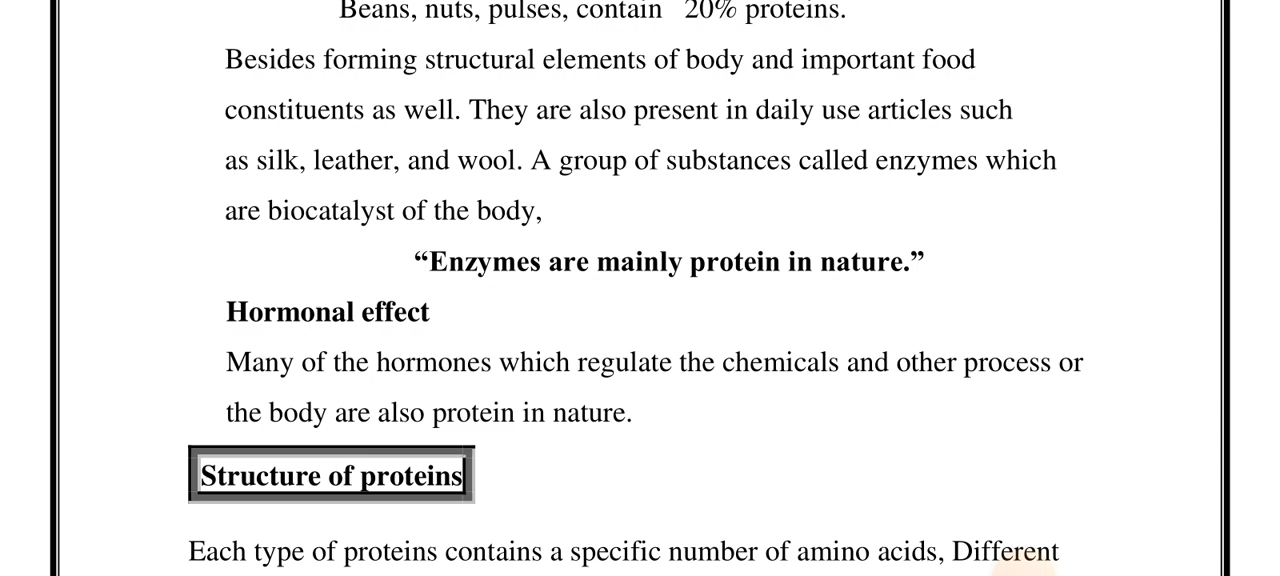 Beans, nuts, pulses, contain 20% proteins.
Besides forming structural elements of body and important food
constituents as well. They are also present in daily use articles such
as silk, leather, and wool. A group of substances called enzymes which
are biocatalyst of the body,
“Enzymes are mainly protein in nature.”
Hormonal effect
Many of the hormones which regulate the chemicals and other process or
the body are also protein in nature.
Structure of proteins
Each type of proteins contains a specific number of amino acids, Different